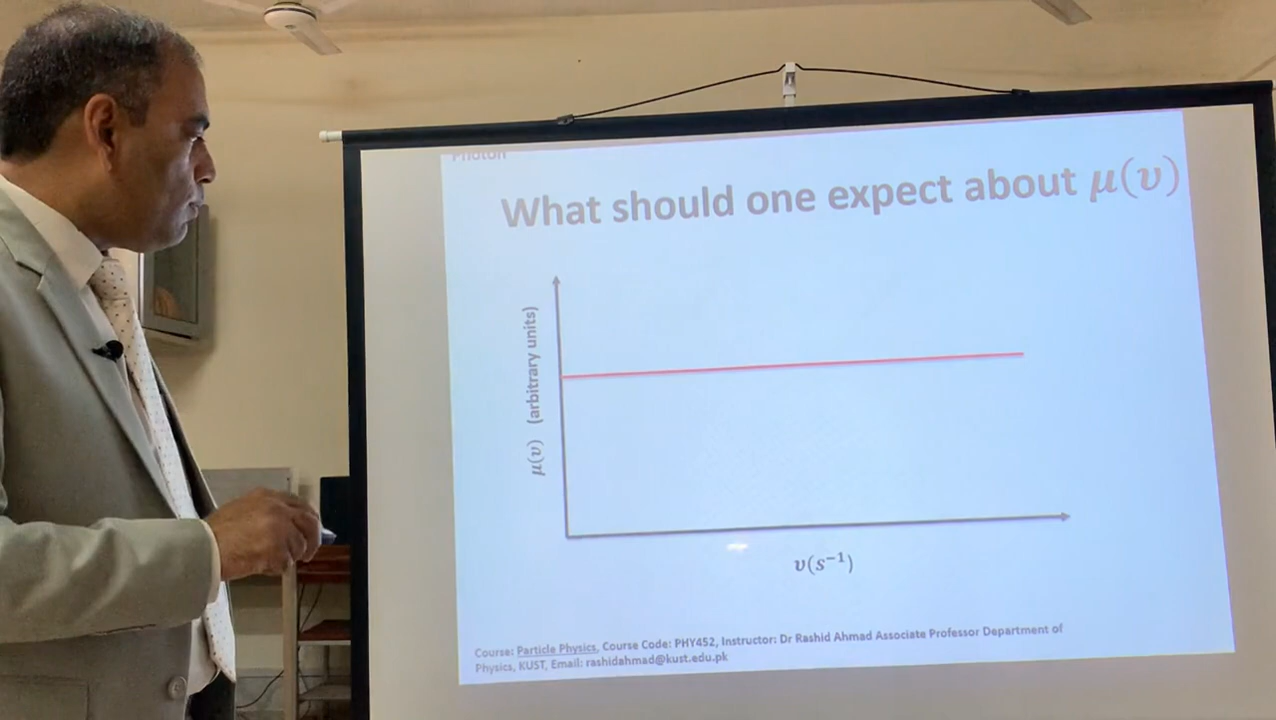 Photon
What should one expect about μ(υ)
μ(υ) (arbitrary units)
υ(s⁻¹)
Course: Particle Physics, Course Code: PHY452, Instructor: Dr Rashid Ahmad Associate Professor Department of
Physics, KUST, Email: rashidahmad@kust.edu.pk